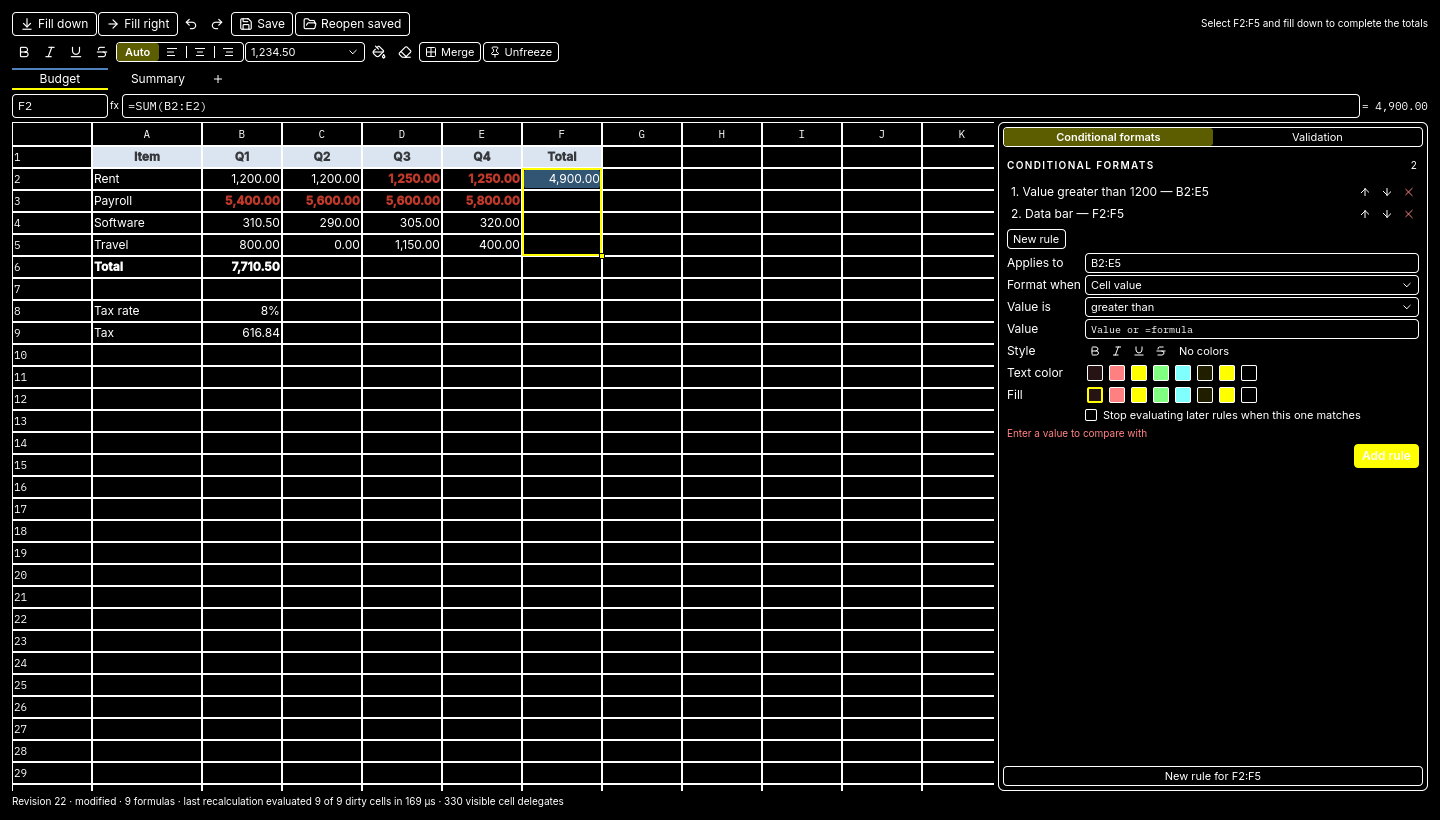 Fill down Fill right Save Reopen saved Select F2:F5 and fill down to complete the totals
B I U S Auto 1,234.50 Merge Unfreeze
Budget Summary +
F2 fx =SUM(B2:E2) = 4,900.00
A B C D E F G H I J K
1 Item Q1 Q2 Q3 Q4 Total
2 Rent 1,200.00 1,200.00 1,250.00 1,250.00 4,900.00
3 Payroll 5,400.00 5,600.00 5,600.00 5,800.00
4 Software 310.50 290.00 305.00 320.00
5 Travel 800.00 0.00 1,150.00 400.00
6 Total 7,710.50
7
8 Tax rate 8%
9 Tax 616.84
10
11
12
13
14
15
16
17
18
19
20
21
22
23
24
25
26
27
28
29
Conditional formats Validation
CONDITIONAL FORMATS 2
1. Value greater than 1200 — B2:E5
2. Data bar — F2:F5
New rule
Applies to B2:E5
Format when Cell value
Value is greater than
Value Value or =formula
Style B I U S No colors
Text color
Fill
Stop evaluating later rules when this one matches
Enter a value to compare with
Add rule
New rule for F2:F5
Revision 22 · modified · 9 formulas · last recalculation evaluated 9 of 9 dirty cells in 169 µs · 330 visible cell delegates